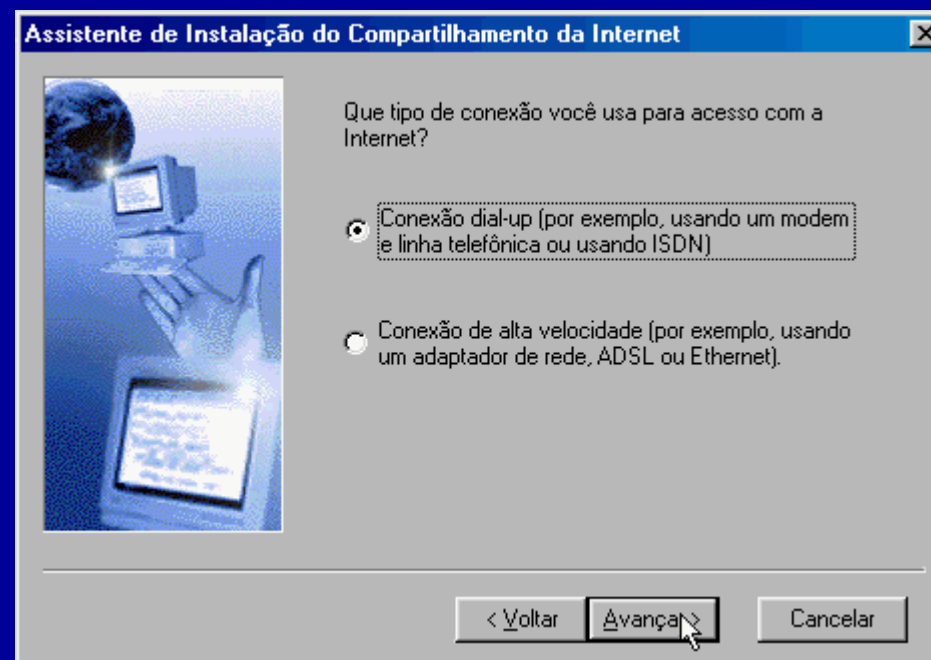 Assistente de Instalação do Compartilhamento da Internet
Que tipo de conexão você usa para acesso com a
Internet?
Conexão dial-up (por exemplo, usando um modem
e linha telefônica ou usando ISDN)
Conexão de alta velocidade (por exemplo, usando
um adaptador de rede, ADSL ou Ethernet).
< Voltar
Avançar >
Cancelar